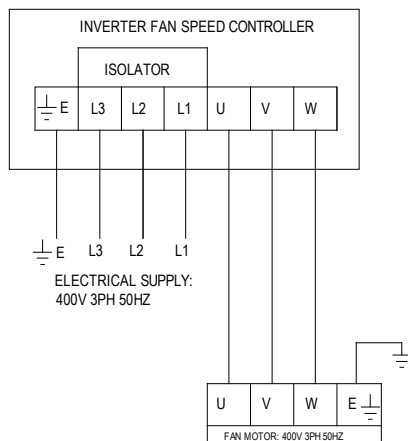 INVERTER FAN SPEED CONTROLLER
ISOLATOR
E L3 L2 L1 U V W
E L3 L2 L1
ELECTRICAL SUPPLY:
400V 3PH 50HZ
U V W E
FAN MOTOR: 400V 3PH 50HZ